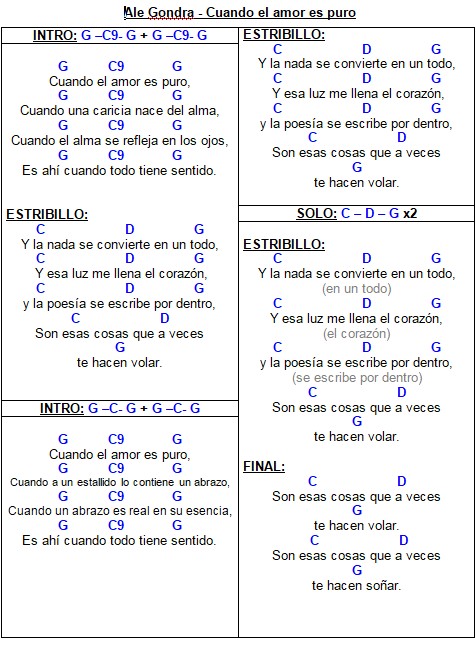 Ale Gondra - Cuando el amor es puro
INTRO: G –C9- G + G –C9- G
G C9 G
Cuando el amor es puro,
G C9 G
Cuando una caricia nace del alma,
G C9 G
Cuando el alma se refleja en los ojos,
G C9 G
Es ahí cuando todo tiene sentido.
ESTRIBILLO:
C D G
Y la nada se convierte en un todo,
C D G
Y esa luz me llena el corazón,
C D G
y la poesía se escribe por dentro,
C D
Son esas cosas que a veces
G
te hacen volar.
INTRO: G –C- G + G –C- G
G C9 G
Cuando el amor es puro,
G C9 G
Cuando a un estallido lo contiene un abrazo,
G C9 G
Cuando un abrazo es real en su esencia,
G C9 G
Es ahí cuando todo tiene sentido.
ESTRIBILLO:
C D G
Y la nada se convierte en un todo,
C D G
Y esa luz me llena el corazón,
C D G
y la poesía se escribe por dentro,
C D
Son esas cosas que a veces
G
te hacen volar.
SOLO: C – D – G x2
ESTRIBILLO:
C D G
Y la nada se convierte en un todo,
(en un todo)
C D G
Y esa luz me llena el corazón,
(el corazón)
C D G
y la poesía se escribe por dentro,
(se escribe por dentro)
C D
Son esas cosas que a veces
G
te hacen volar.
FINAL:
C D
Son esas cosas que a veces
G
te hacen volar.
C D
Son esas cosas que a veces
G
te hacen soñar.